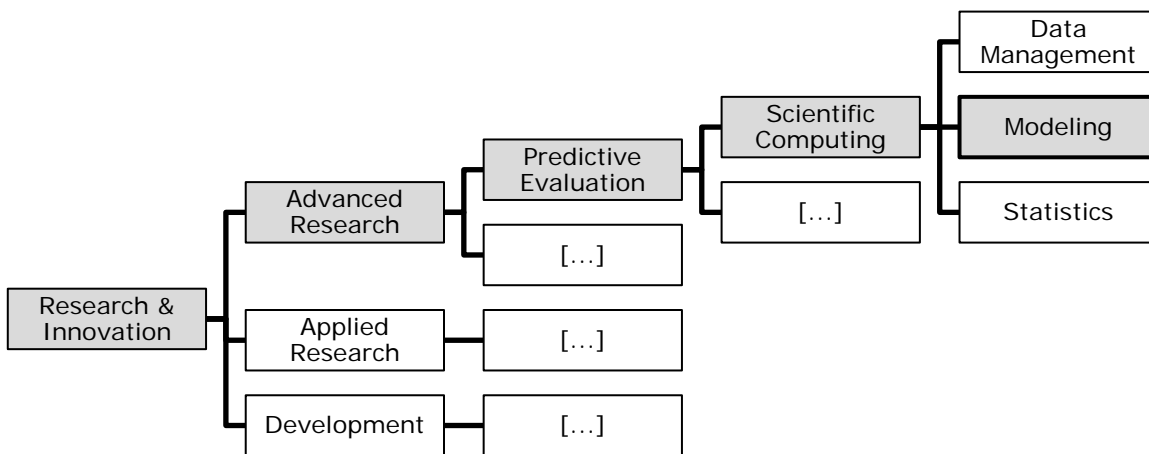 Research &
Innovation
Advanced
Research
Applied
Research
Development
Predictive
Evaluation
[...]
[...]
[...]
Scientific
Computing
[...]
Data
Management
Modeling
Statistics